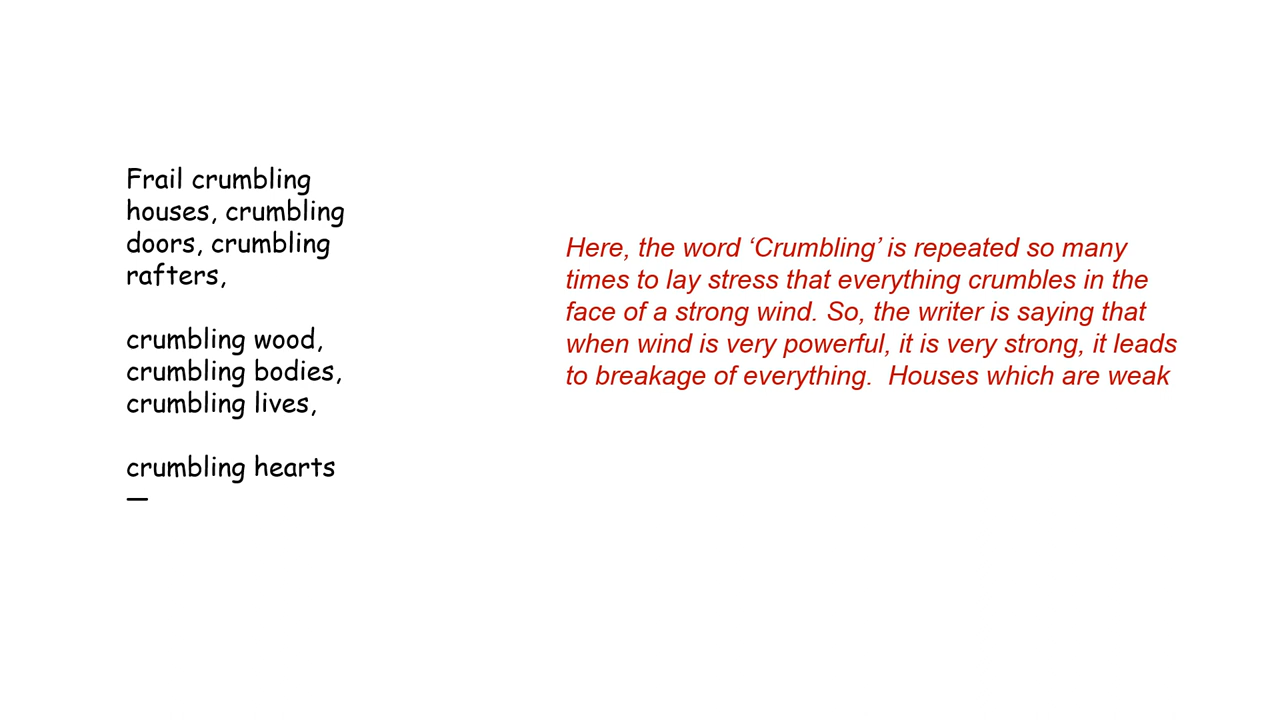 Frail crumbling
houses, crumbling
doors, crumbling
rafters,
crumbling wood,
crumbling bodies,
crumbling lives,
crumbling hearts
—
Here, the word ‘Crumbling’ is repeated so many
times to lay stress that everything crumbles in the
face of a strong wind. So, the writer is saying that
when wind is very powerful, it is very strong, it leads
to breakage of everything.  Houses which are weak